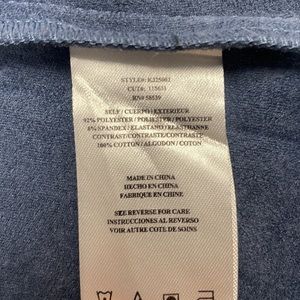 STYLE#: KJ25001
CUT#: 115631
RN# 58539
SELF / CUERPO / EXTERIEUR
92% POLYESTER / POLIESTER / POLYESTER
8% SPANDEX / ELASTANO / ELASTHANNE
CONTRAST/CONTRASTE/CONTRASTE
100% COTTON / ALGODON / COTON
MADE IN CHINA
HECHO EN CHINA
FABRIQUE EN CHINE
SEE REVERSE FOR CARE
INSTRUCCIONES AL REVERSO
VOIR AUTRE COTE DE SOINS